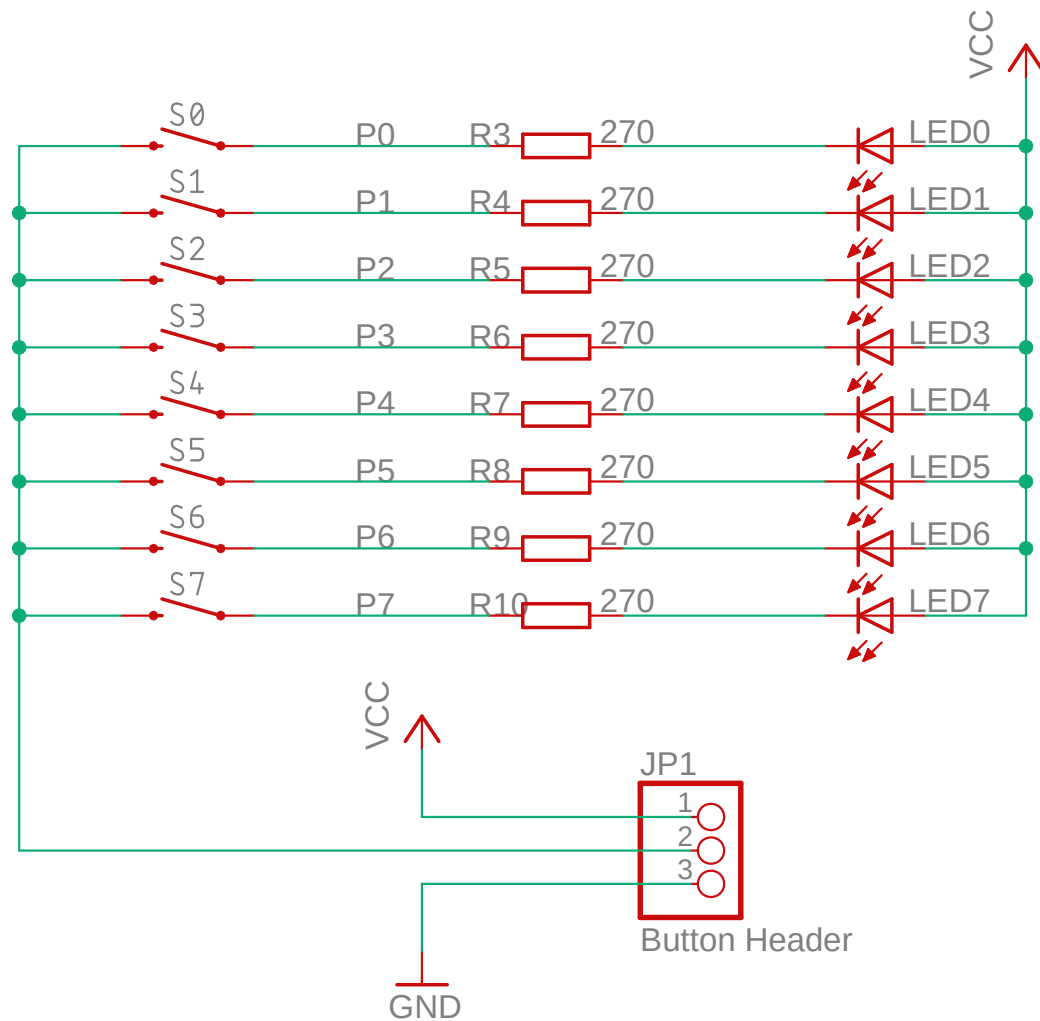 VCC
S0 P0 R3 270 LED0
S1 P1 R4 270 LED1
S2 P2 R5 270 LED2
S3 P3 R6 270 LED3
S4 P4 R7 270 LED4
S5 P5 R8 270 LED5
S6 P6 R9 270 LED6
S7 P7 R10 270 LED7
VCC
JP1
1
2
3
Button Header
GND